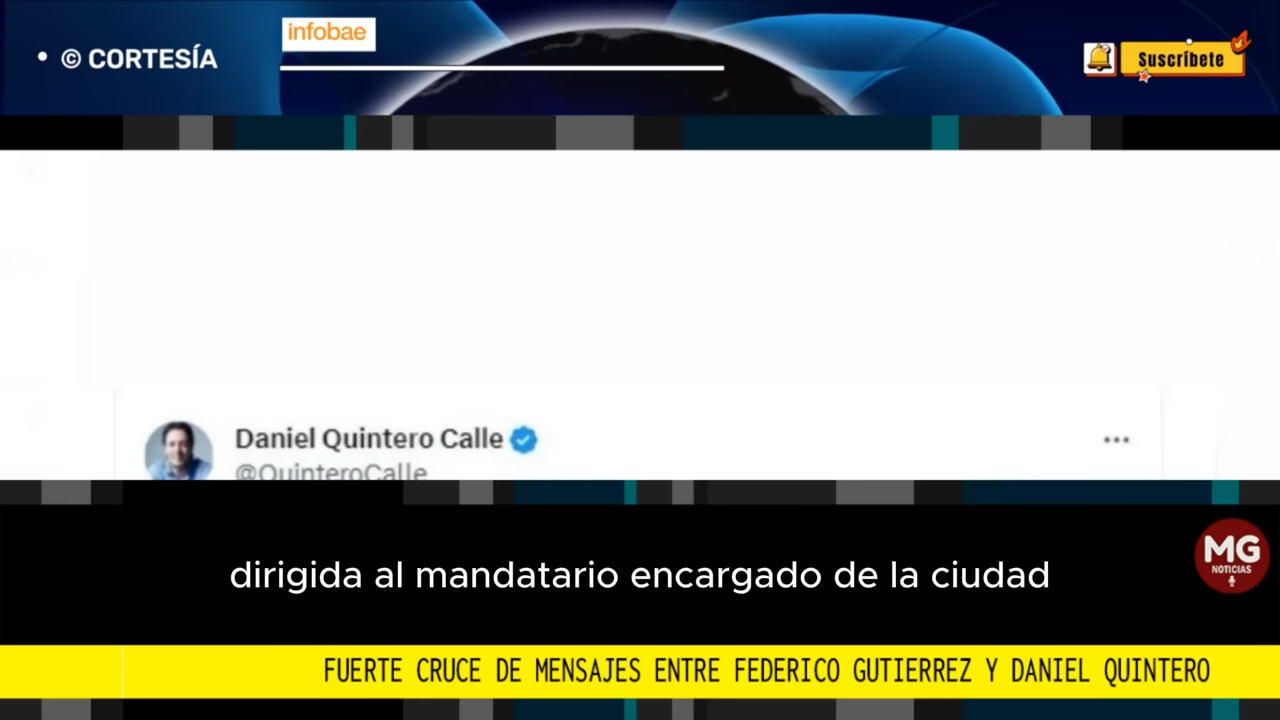 © CORTESÍA
infobae
Suscríbete
Daniel Quintero Calle
@QuinteroCalle
dirigida al mandatario encargado de la ciudad
MG
NOTICIAS
FUERTE CRUCE DE MENSAJES ENTRE FEDERICO GUTIERREZ Y DANIEL QUINTERO